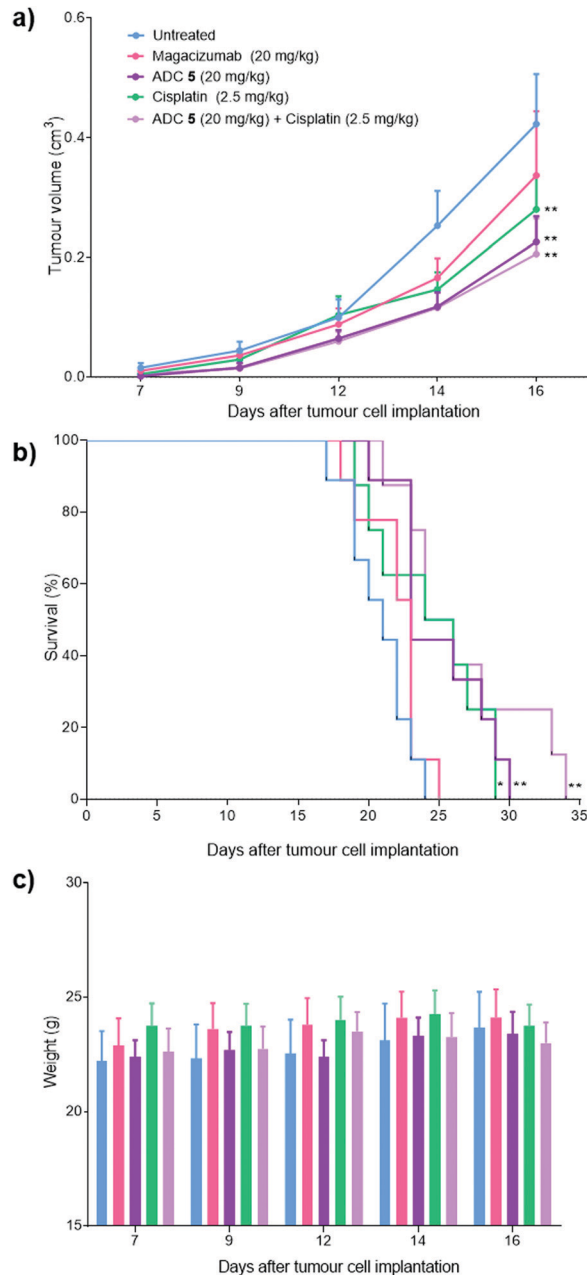 a)
0.6
0.4
0.2
0.0
Tumour volume (cm³)
Untreated
Magacizumab (20 mg/kg)
ADC 5 (20 mg/kg)
Cisplatin (2.5 mg/kg)
ADC 5 (20 mg/kg) + Cisplatin (2.5 mg/kg)
**
**
**
7 9 12 14 16
Days after tumour cell implantation
b)
100
80
60
40
20
0
Survival (%)
* ** **
0 5 10 15 20 25 30 35
Days after tumour cell implantation
c)
30
25
20
15
Weight (g)
7 9 12 14 16
Days after tumour cell implantation